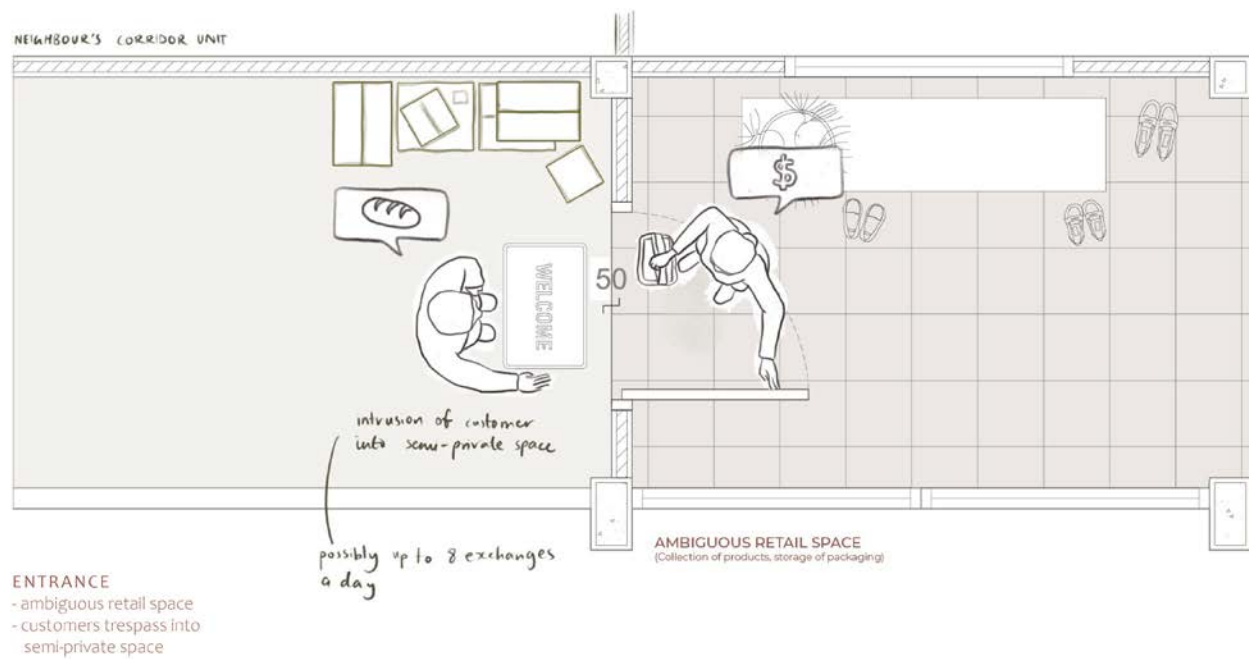 NEIGHBOUR'S CORRIDOR UNIT
$
WELCOME
50
intrusion of customer
into semi-private space
possibly up to 8 exchanges
a day
AMBIGUOUS RETAIL SPACE
(Collection of products, storage of packaging)
ENTRANCE
- ambiguous retail space
- customers trespass into
semi-private space